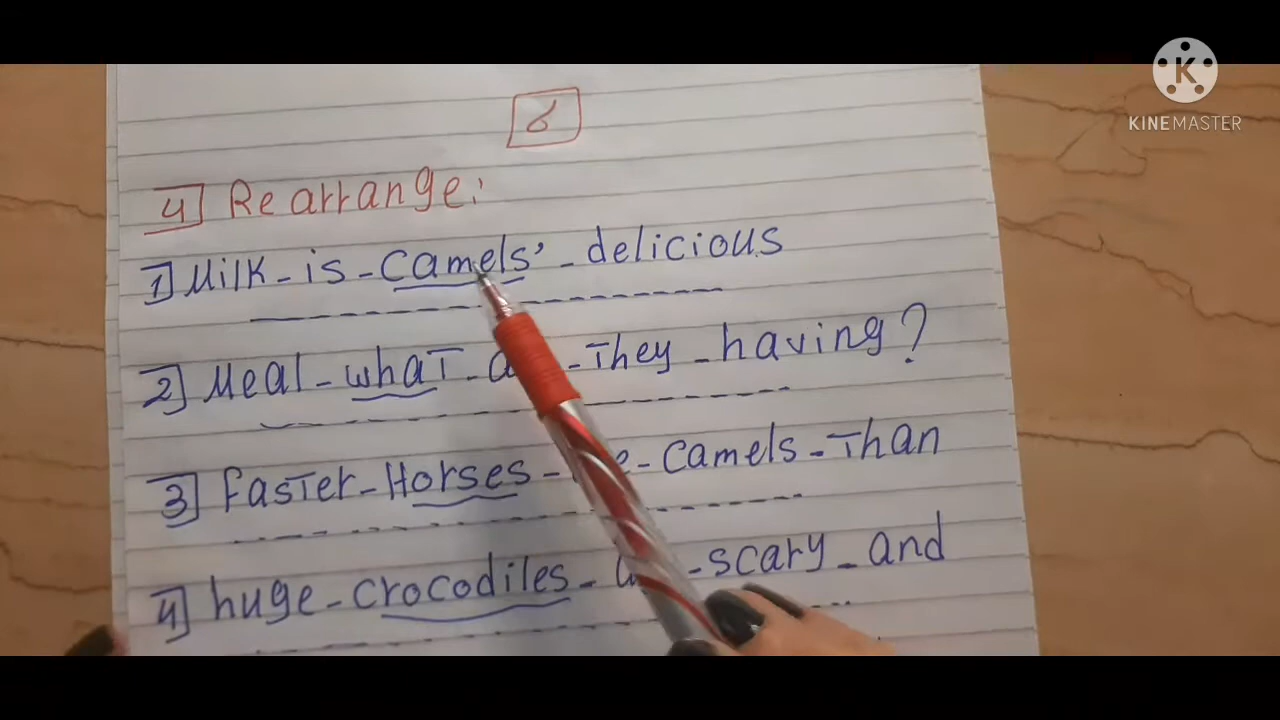 KINEMASTER
4] Rearrange:
1] Milk - is - Camels' - delicious
2] Meal - what - - They - having?
3] Faster - Horses - - Camels - Than
4] huge - crocodiles - - scary - and